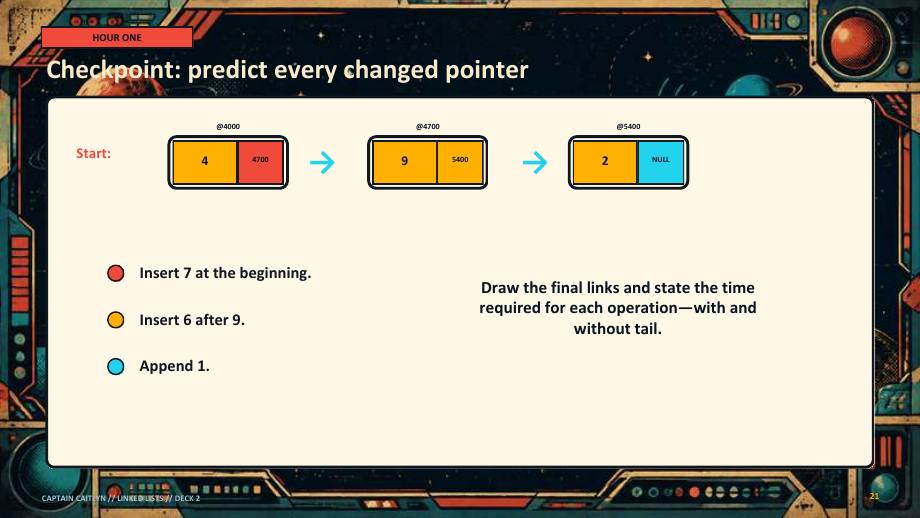 HOUR ONE
Checkpoint: predict every changed pointer
@4000
@4700
@5400
Start:
4
4700
9
5400
2
NULL
Insert 7 at the beginning.
Insert 6 after 9.
Append 1.
Draw the final links and state the time
required for each operation—with and
without tail.
CAPTAIN CAITLYN // LINKED LISTS // DECK 2
21